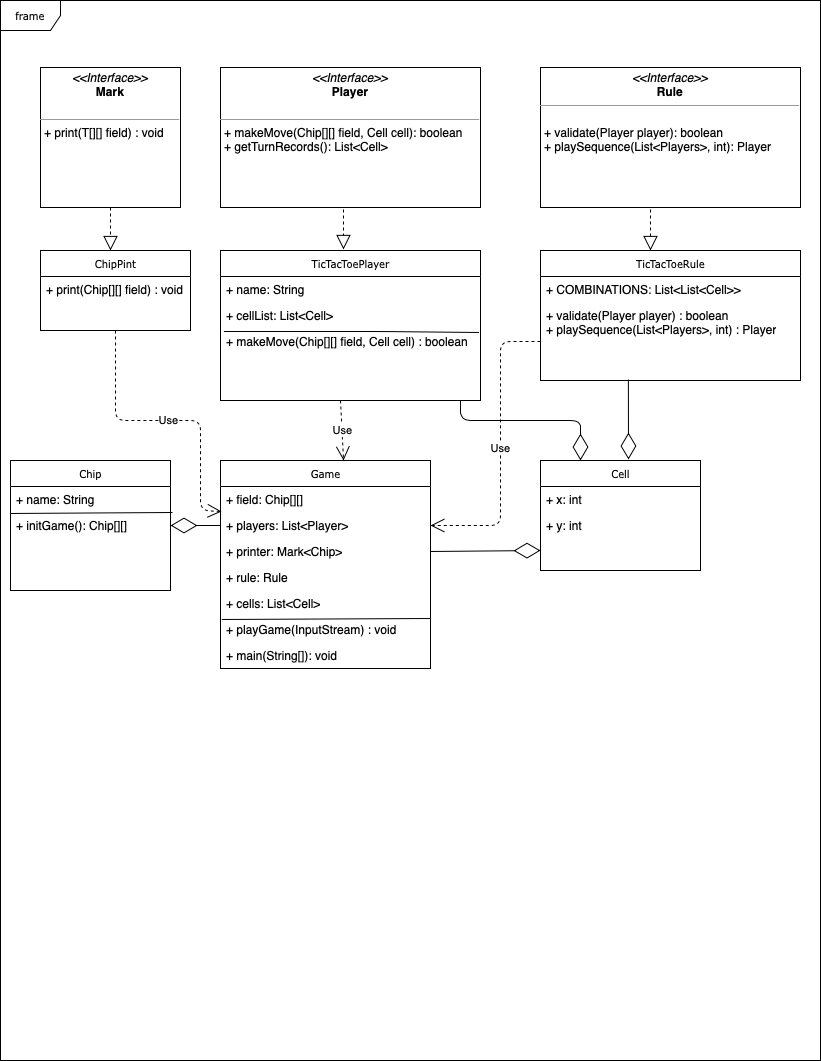 frame
<<Interface>>
Mark
+ print(T[][] field) : void
<<Interface>>
Player
+ makeMove(Chip[][] field, Cell cell): boolean
+ getTurnRecords(): List<Cell>
<<Interface>>
Rule
+ validate(Player player): boolean
+ playSequence(List<Players>, int): Player
ChipPint
+ print(Chip[][] field) : void
TicTacToePlayer
+ name: String
+ cellList: List<Cell>
+ makeMove(Chip[][] field, Cell cell) : boolean
TicTacToeRule
+ COMBINATIONS: List<List<Cell>>
+ validate(Player player) : boolean
+ playSequence(List<Players>, int) : Player
Use
Use
Use
Chip
+ name: String
+ initGame(): Chip[][]
Game
+ field: Chip[][]
+ players: List<Player>
+ printer: Mark<Chip>
+ rule: Rule
+ cells: List<Cell>
+ playGame(InputStream) : void
+ main(String[]): void
Cell
+ x: int
+ y: int